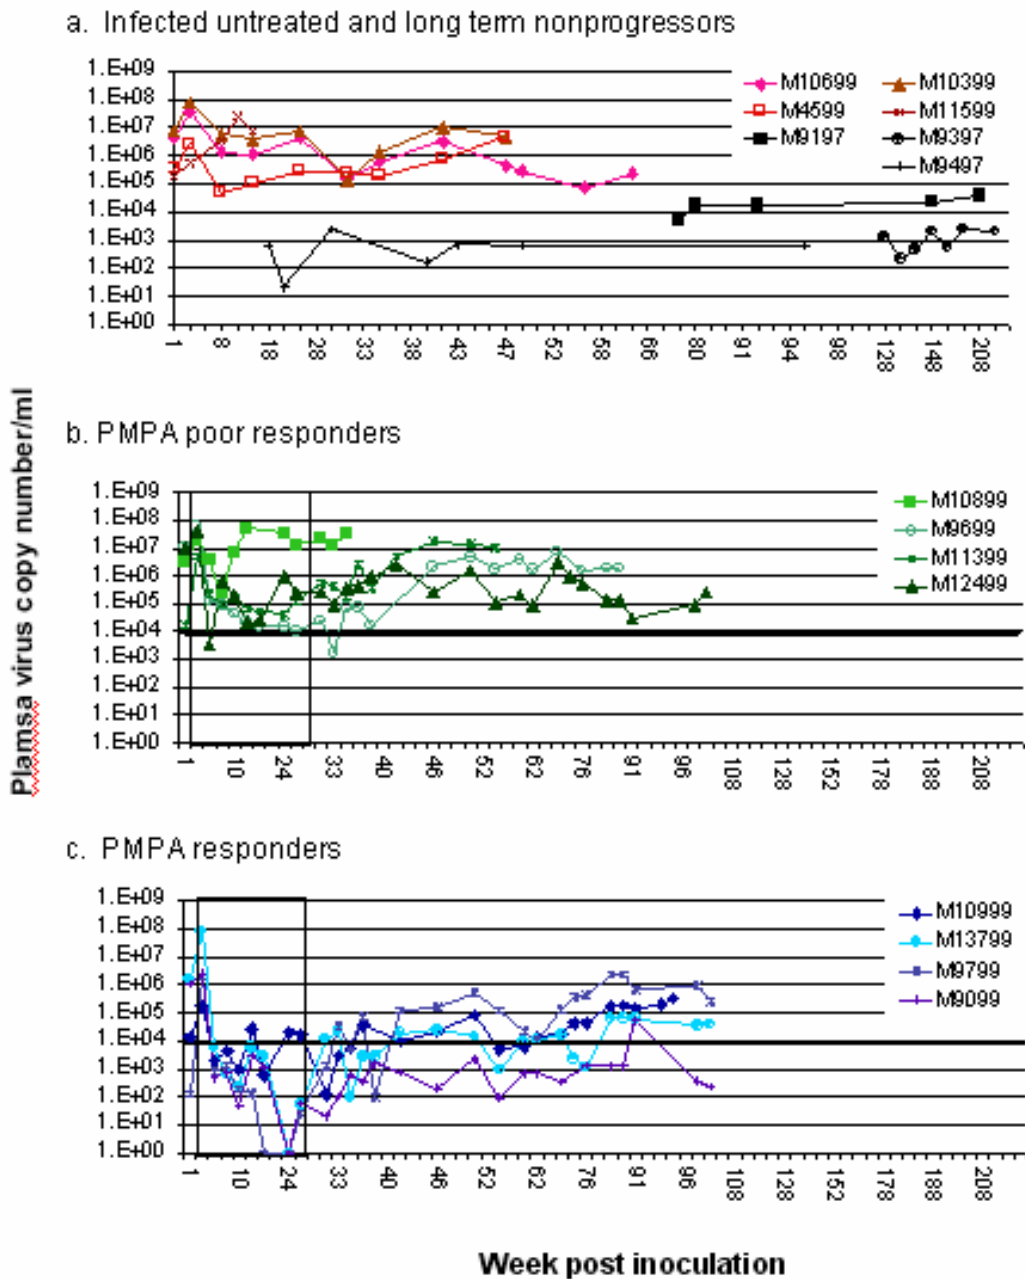 a. Infected untreated and long term nonprogressors
1.E+09
1.E+08
1.E+07
1.E+06
1.E+05
1.E+04
1.E+03
1.E+02
1.E+01
1.E+00
M10699 M10399
M4599 M11599
M9197 M9397
M9497
1 8 18 28 33 38 43 47 52 58 66 80 91 94 128 148 208
Plamsa virus copy number/ml
b. PMPA poor responders
1.E+09
1.E+08
1.E+07
1.E+06
1.E+05
1.E+04
1.E+03
1.E+02
1.E+01
1.E+00
M10899
M9699
M11399
M12499
1 10 24 33 40 46 52 62 76 91 96 108 128 152 178 188 208
c. PMPA responders
1.E+09
1.E+08
1.E+07
1.E+06
1.E+05
1.E+04
1.E+03
1.E+02
1.E+01
1.E+00
M10999
M13799
M9799
M9099
1 10 24 33 40 46 52 62 76 91 96 108 128 152 178 188 208
Week post inoculation